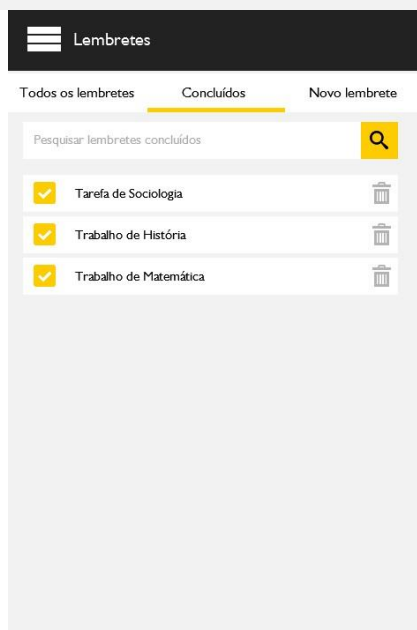 Lembretes
Todos os lembretes Concluídos Novo lembrete
Pesquisar lembretes concluídos
Tarefa de Sociologia
Trabalho de História
Trabalho de Matemática